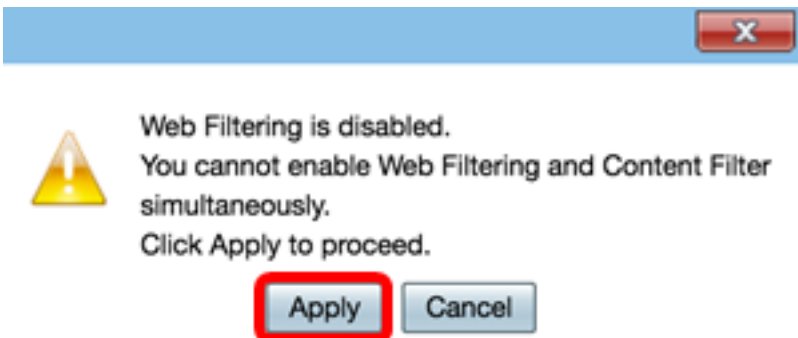 Web Filtering is disabled.
You cannot enable Web Filtering and Content Filter
simultaneously.
Click Apply to proceed.
Apply Cancel